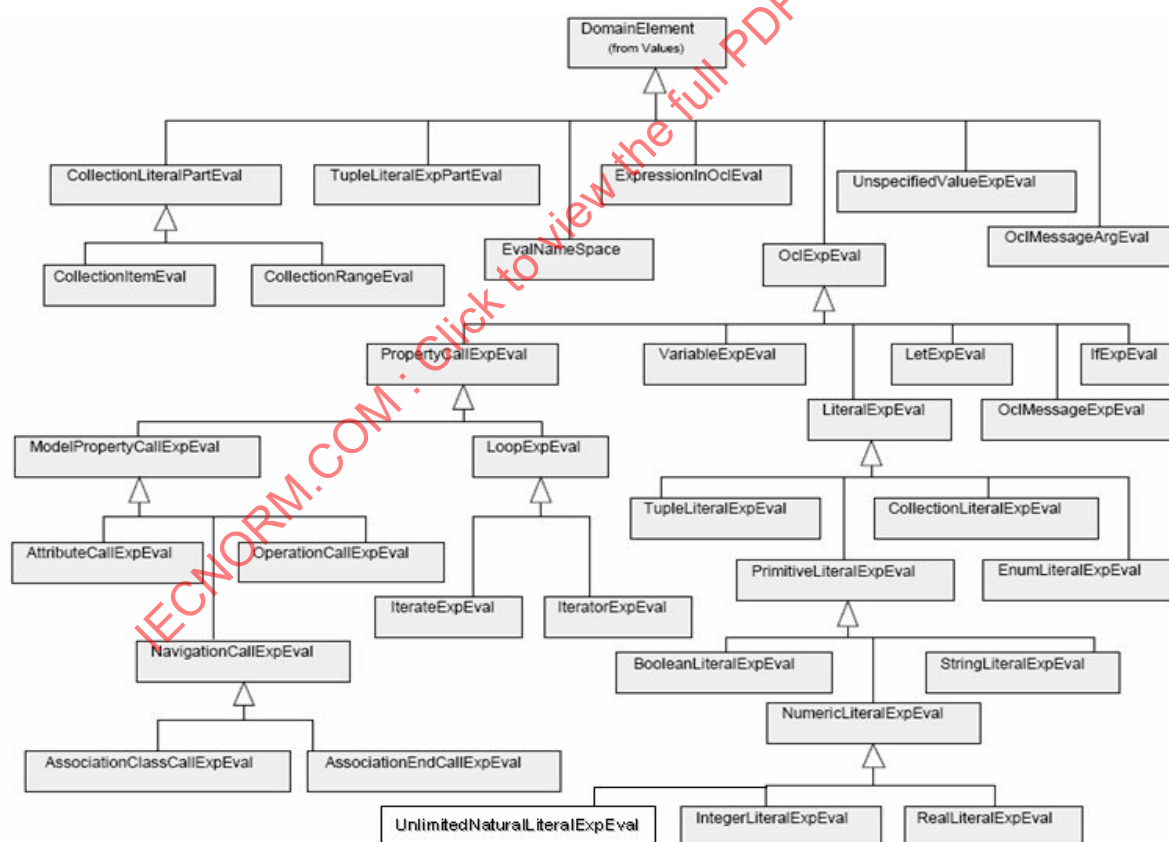 DomainElement
(from Values)
CollectionLiteralPartEval
TupleLiteralExpPartEval
ExpressionInOclEval
UnspecifiedValueExpEval
EvalNameSpace
OclExpEval
OclMessageArgEval
CollectionItemEval
CollectionRangeEval
PropertyCallExpEval
VariableExpEval
LetExpEval
IfExpEval
LiteralExpEval
OclMessageExpEval
ModelPropertyCallExpEval
LoopExpEval
TupleLiteralExpEval
CollectionLiteralExpEval
AttributeCallExpEval
OperationCallExpEval
PrimitiveLiteralExpEval
EnumLiteralExpEval
IterateExpEval
IteratorExpEval
NavigationCallExpEval
BooleanLiteralExpEval
StringLiteralExpEval
NumericLiteralExpEval
AssociationClassCallExpEval
AssociationEndCallExpEval
UnlimitedNaturalLiteralExpEval
IntegerLiteralExpEval
RealLiteralExpEval
IECNORM.COM : Click to view the full PDF